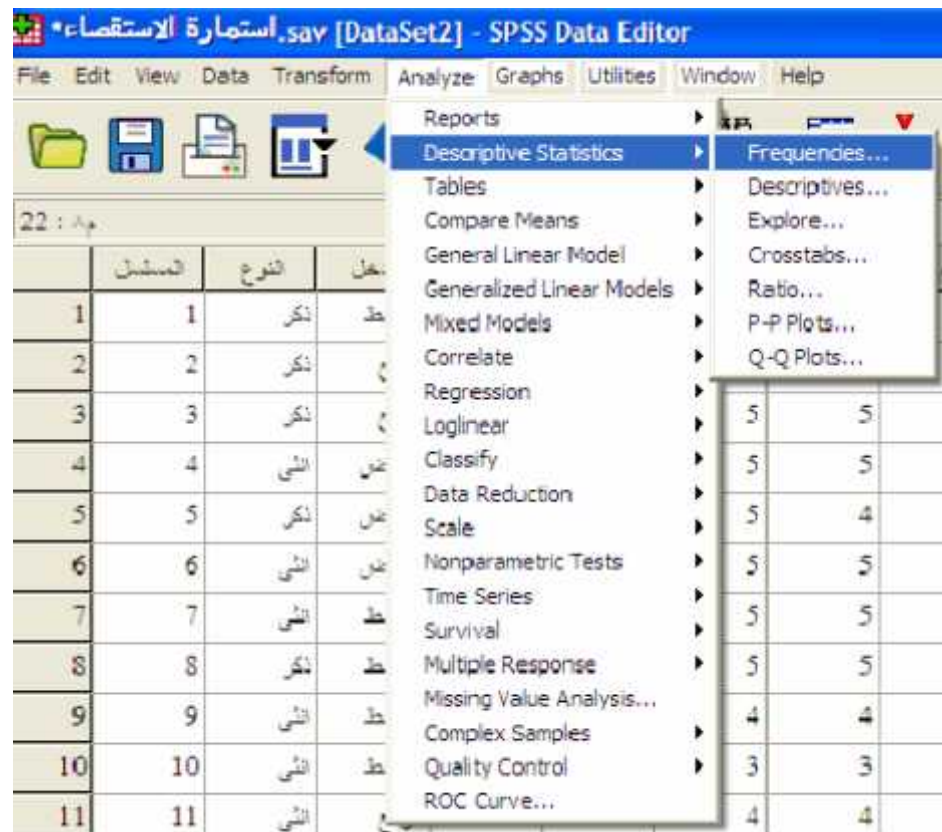 *استمارة الاستقصاء.sav [DataSet2] - SPSS Data Editor
File Edit View Data Transform Analyze Graphs Utilities Window Help
Reports
Descriptive Statistics
Tables
Compare Means
General Linear Model
Generalized Linear Models
Mixed Models
Correlate
Regression
Loglinear
Classify
Data Reduction
Scale
Nonparametric Tests
Time Series
Survival
Multiple Response
Missing Value Analysis...
Complex Samples
Quality Control
ROC Curve...
Frequencies...
Descriptives...
Explore...
Crosstabs...
Ratio...
P-P Plots...
Q-Q Plots...
22 :
المسلسل النوع
1 1 ذكر
2 2 ذكر
3 3 ذكر 5 5
4 4 انثى 5 5
5 5 ذكر 5 4
6 6 انثى 5 5
7 7 انثى 5 5
8 8 ذكر 5 5
9 9 انثى 4 4
10 10 انثى 3 3
11 11 انثى 4 4